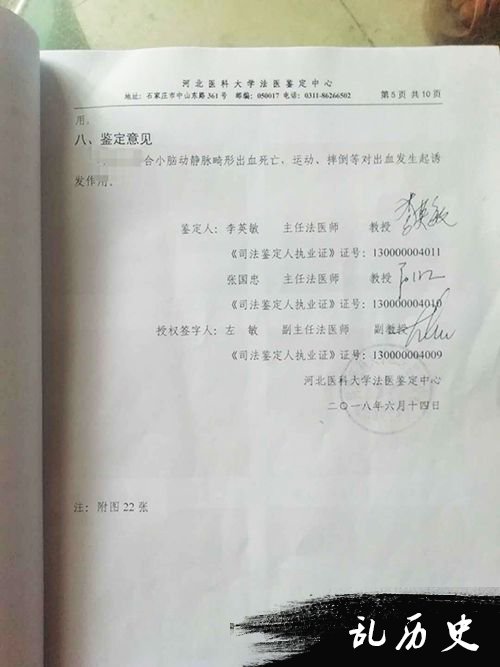 河北医科大学法医鉴定中心
地址：石家庄市中山东路 361 号 邮编：050017 电话：0311-86266502 第 5 页 共 10 页
用。
八、鉴定意见
合小脑动静脉畸形出血死亡，运动、摔倒等对出血发生起诱
发作用。
鉴定人：李英敏 主任法医师 教授 李英敏
《司法鉴定人执业证》证号：130000004011
张国忠 主任法医师 教授
《司法鉴定人执业证》证号：130000004010
授权签字人：左 敏 副主任法医师 副教授
《司法鉴定人执业证》证号：130000004009
河北医科大学法医鉴定中心
二〇一八年六月十四日
注：附图 22 张
乱历史